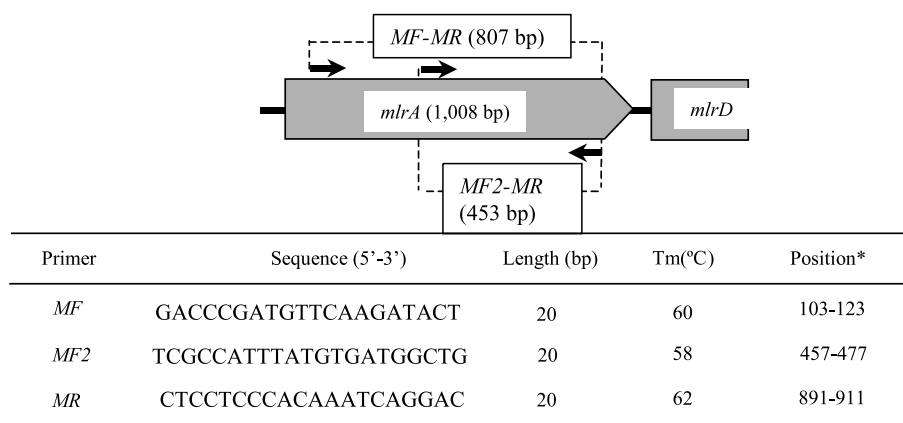 MF-MR (807 bp)
mlrA (1,008 bp)
mlrD
MF2-MR
(453 bp)
Primer Sequence (5’-3’) Length (bp) Tm(ºC) Position*
MF GACCCGATGTTCAAGATACT 20 60 103-123
MF2 TCGCCATTTATGTGATGGCTG 20 58 457-477
MR CTCCTCCCACAAATCAGGAC 20 62 891-911